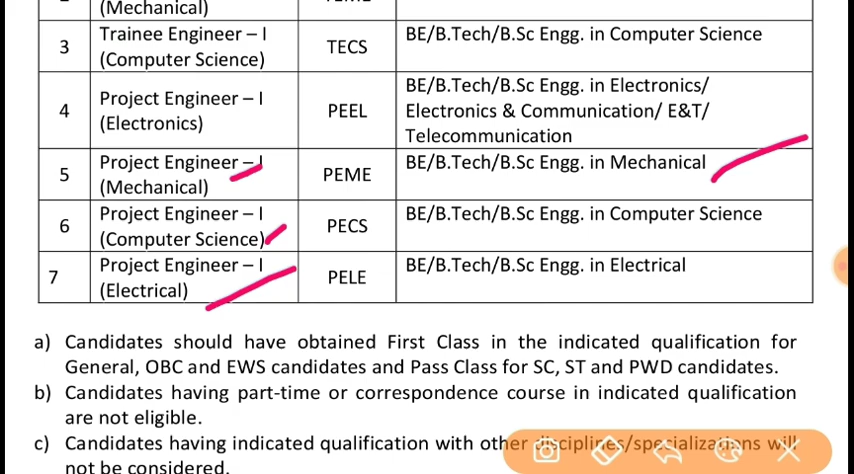 (Mechanical)
3 Trainee Engineer – I (Computer Science) TECS BE/B.Tech/B.Sc Engg. in Computer Science
4 Project Engineer – I (Electronics) PEEL BE/B.Tech/B.Sc Engg. in Electronics/ Electronics & Communication/ E&T/ Telecommunication
5 Project Engineer – I (Mechanical) PEME BE/B.Tech/B.Sc Engg. in Mechanical
6 Project Engineer – I (Computer Science) PECS BE/B.Tech/B.Sc Engg. in Computer Science
7 Project Engineer – I (Electrical) PELE BE/B.Tech/B.Sc Engg. in Electrical
a) Candidates should have obtained First Class in the indicated qualification for
General, OBC and EWS candidates and Pass Class for SC, ST and PWD candidates.
b) Candidates having part-time or correspondence course in indicated qualification
are not eligible.
c) Candidates having indicated qualification with other disciplines/specializations will
not be considered.